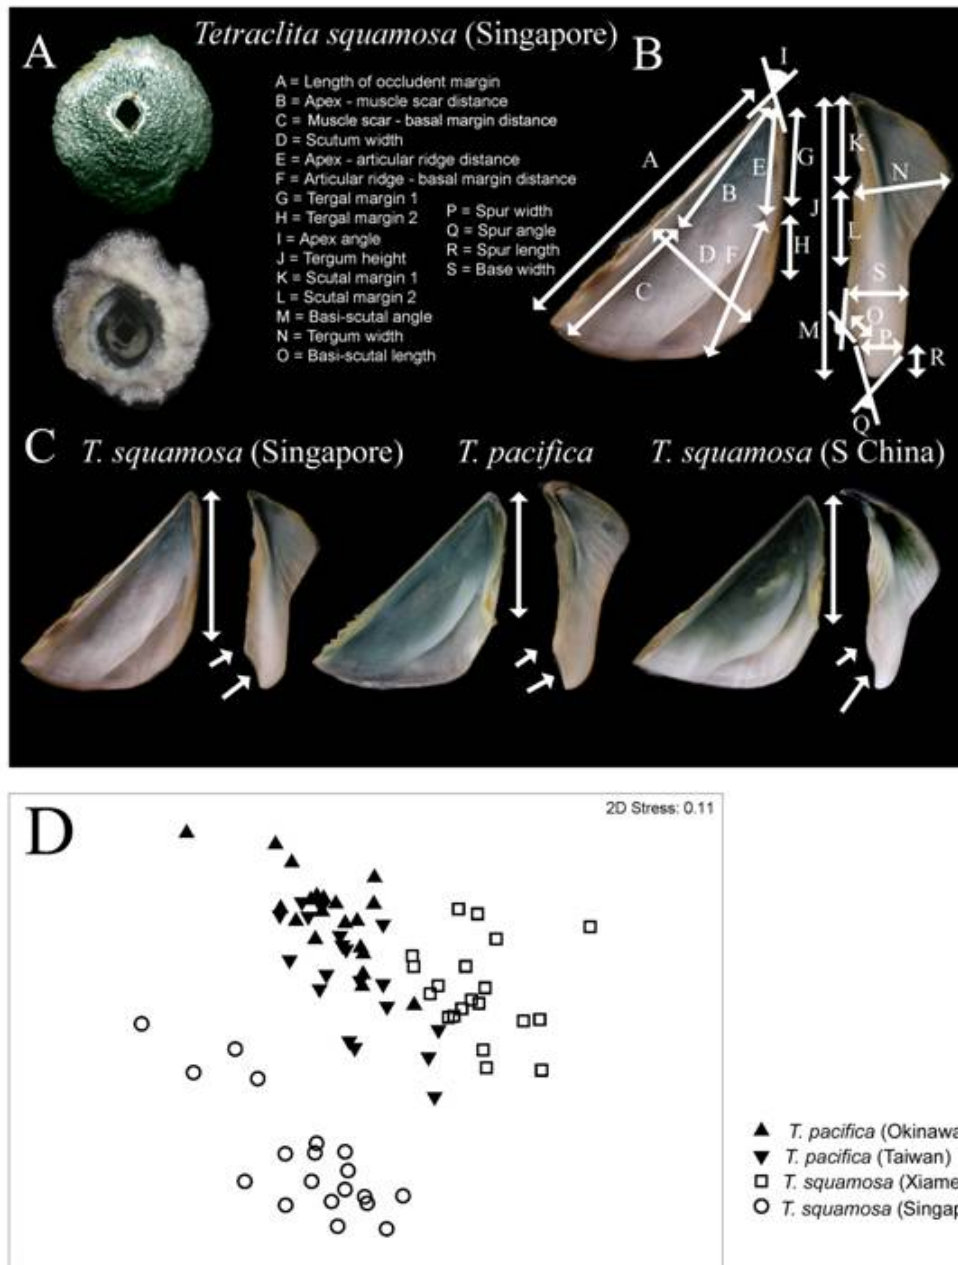 A
Tetraclita squamosa (Singapore)
B
A = Length of occludent margin
B = Apex - muscle scar distance
C = Muscle scar - basal margin distance
D = Scutum width
E = Apex - articular ridge distance
F = Articular ridge - basal margin distance
G = Tergal margin 1
H = Tergal margin 2
I = Apex angle
J = Tergum height
K = Scutal margin 1
L = Scutal margin 2
M = Basi-scutal angle
N = Tergum width
O = Basi-scutal length
P = Spur width
Q = Spur angle
R = Spur length
S = Base width
I
A
B
E
G
D
F
H
C
K
N
J
L
S
M
O
P
R
Q
C
T. squamosa (Singapore)
T. pacifica
T. squamosa (S China)
D
2D Stress: 0.11
T. pacifica (Okinawa
T. pacifica (Taiwan)
T. squamosa (Xiame
T. squamosa (Singap